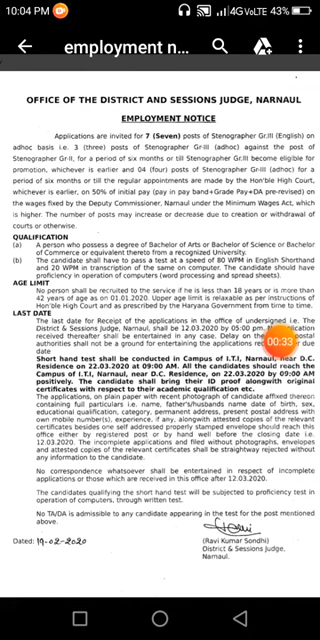 10:04 PM
4G VoLTE 43%
employment n...
OFFICE OF THE DISTRICT AND SESSIONS JUDGE, NARNAUL
EMPLOYMENT NOTICE
Applications are invited for 7 (Seven) posts of Stenographer Gr.III (English) on
adhoc basis i.e. 3 (three) posts of Stenographer Gr-III (adhoc) against the post
of Stenographer Gr-II, for a period of six months or till Stenographer Gr.III become eligible for
promotion, whichever is earlier and 04 (four) posts of Stenographer Gr-III (adhoc) for a
period of six months or till the regular appointments are made by the Hon'ble High Court,
whichever is earlier, on 50% of initial pay (pay in pay band+Grade Pay+DA pre-revised) on
the wages fixed by the Deputy Commissioner, Narnaul under the Minimum Wages Act, which
is higher. The number of posts may increase or decrease due to creation or withdrawal of
courts or otherwise.
QUALIFICATION
(a) A person who possess a degree of Bachelor of Arts or Bachelor of Science or Bachelor
of Commerce or equivalent thereto from a recognized University.
(b) The candidate shall have to pass a test at a speed of 80 WPM in English Shorthand
and 20 WPM in transcription of the same on computer. The candidate should have
proficiency in operation of computers (word processing and spread sheets).
AGE LIMIT
No person shall be recruited to the service if he is less than 18 years or is more than
42 years of age as on 01.01.2020. Upper age limit is relaxable as per instructions of
Hon'ble High Court and as prescribed by the Haryana Government from time to time.
LAST DATE
The last date for Receipt of the applications in the office of undersigned i.e. The
District & Sessions Judge, Narnaul, shall be 12.03.2020 by 05:00 pm.
received thereafter shall be entertained in any case. Delay on the postal
authorities shall not be a ground for entertaining the applications rec due
date
00:33
Short hand test shall be conducted in Campus of I.T.I, Narnaul, near D.C.
Residence on 22.03.2020 at 09:00 AM. All the candidates should reach the
Campus of I.T.I, Narnaul, near D.C. Residence on 22.03.2020 by 09:00 AM
positively. The candidate shall bring their ID proof alongwith original
certificates with respect to their academic qualification etc.
The applications, on plain paper with recent photograph of candidate affixed thereon
containing full particulars i.e. name, father's/husbands name date of birth, sex,
educational qualification, category, permanent address, present postal address with
own mobile number(s), experience, if any, alongwith attested copies of the relevant
certificates besides one self addressed properly stamped envelope should reach this
office either by registered post or by hand well before the closing date i.e.
12.03.2020. The incomplete applications and filed without photographs, envelopes
and attested copies of the relevant certificates shall be straightway rejected without
any information to the candidate.
No correspondence whatsoever shall be entertained in respect of incomplete
applications or those which are received in this office after 12.03.2020.
The candidates qualifying the short hand test will be subjected to proficiency test in
operation of computers, through written test.
No TA/DA is admissible to any candidate appearing in the test for the post mentioned
above.
Dated: 19-02-2020
(Ravi Kumar Sondhi)
District & Sessions Judge,
Narnaul.